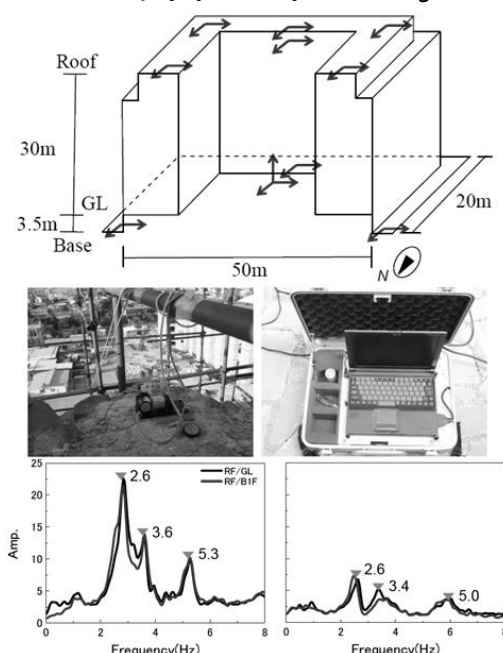 Roof
30m
GL
3.5m
Base
50m
20m
N
25
20
15
10
5
0
Amp.
2.6
3.6
5.3
RF/GL
RF/B1F
0 2 4 6 8
Frequency(Hz)
2.6
3.4
5.0
0 2 4 6 8
Frequency(Hz)